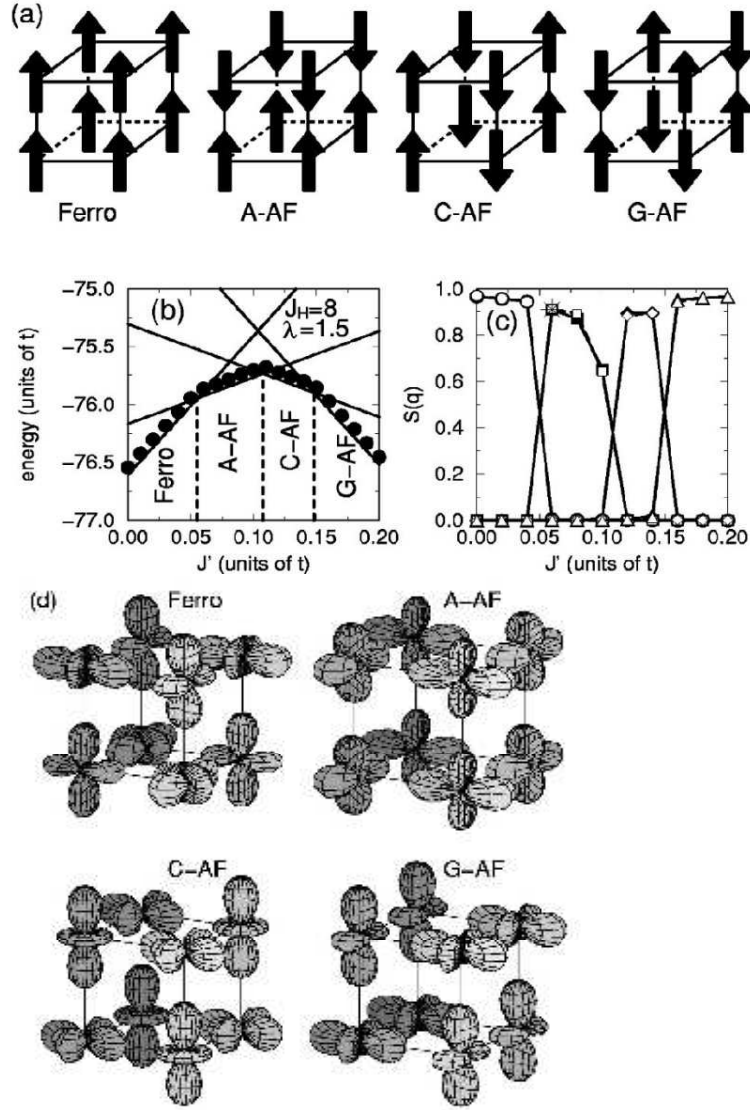 (a)
Ferro A-AF C-AF G-AF
(b)
J_H=8
λ=1.5
energy (units of t)
−75.0
−75.5
−76.0
−76.5
−77.0
Ferro A−AF C−AF G−AF
0.00 0.05 0.10 0.15 0.20
J' (units of t)
(c)
S(q)
1.0
0.8
0.6
0.4
0.2
0.0
0.00 0.05 0.10 0.15 0.20
J' (units of t)
(d)
Ferro A−AF
C−AF G−AF